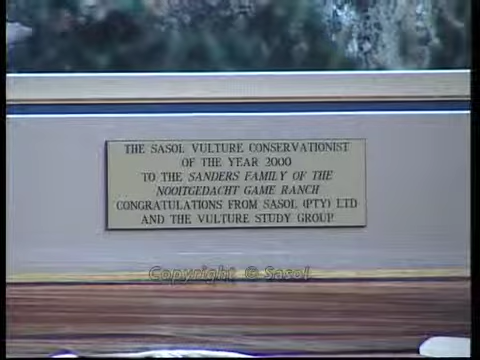 THE SASOL VULTURE CONSERVATIONIST
OF THE YEAR 2000
TO THE SANDERS FAMILY OF THE
NOOITGEDACHT GAME RANCH
CONGRATULATIONS FROM SASOL (PTY) LTD
AND THE VULTURE STUDY GROUP
Copyright © Sasol